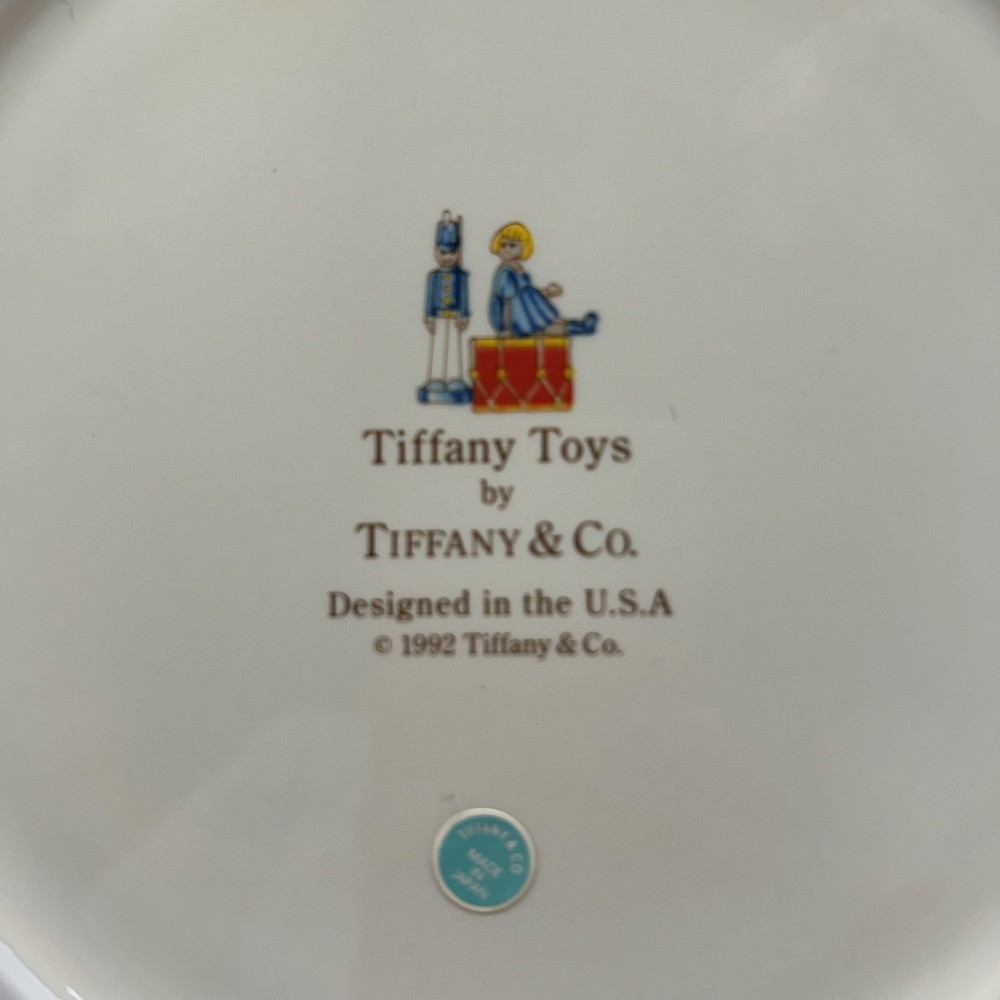 Tiffany Toys
by
TIFFANY & CO.
Designed in the U.S.A
© 1992 Tiffany & Co.
TIFFANY & CO
MADE
IN
JAPAN